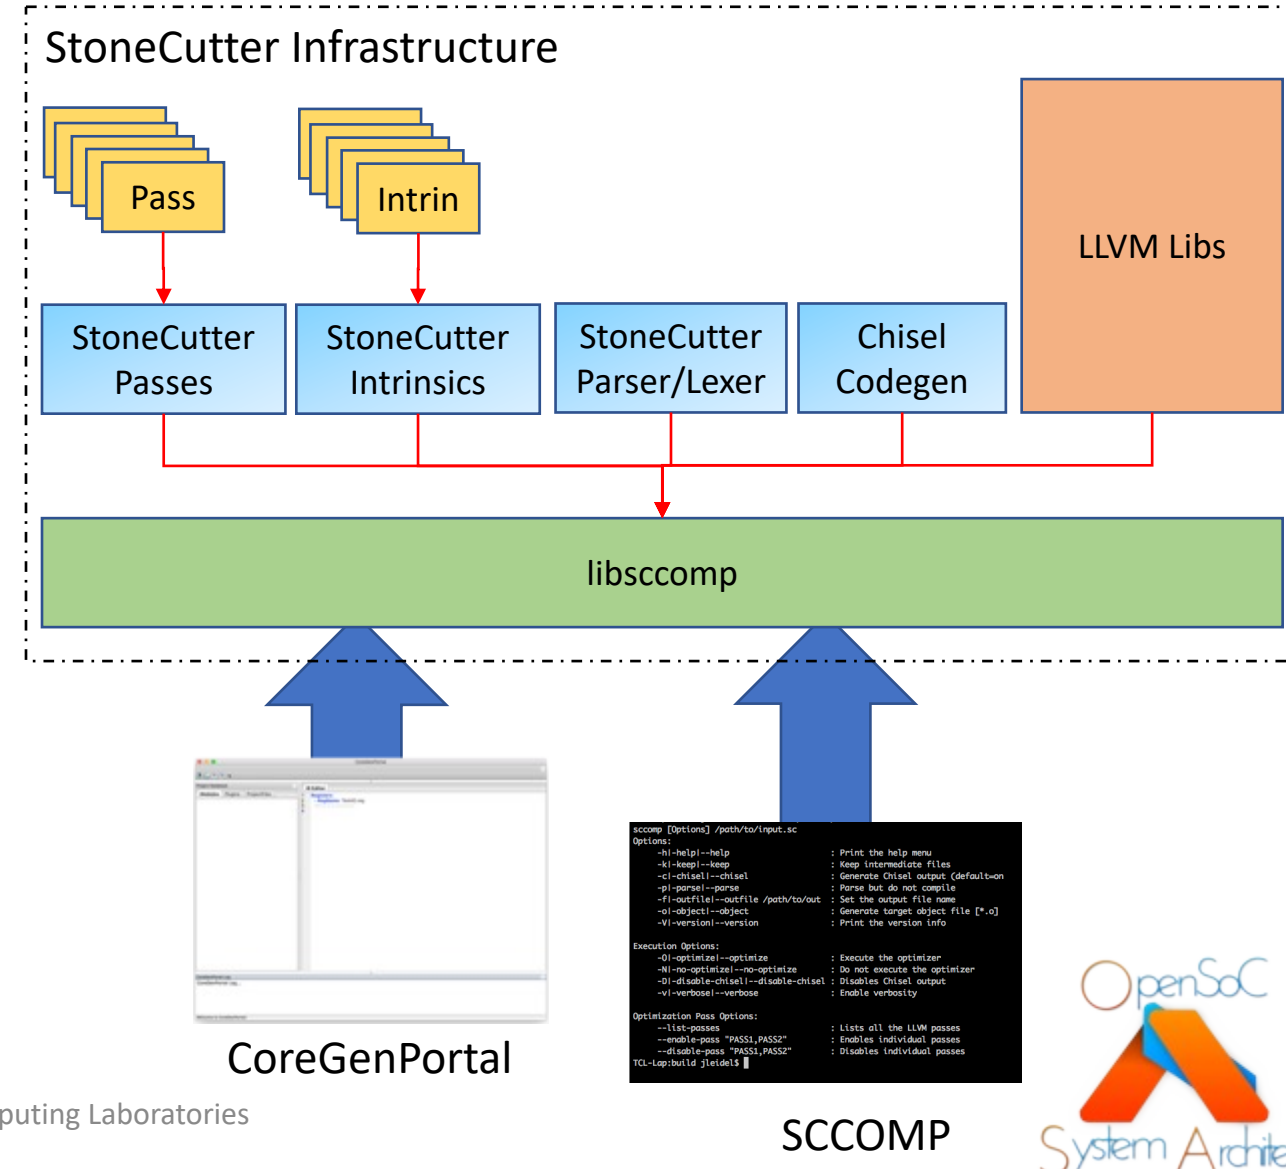 StoneCutter Infrastructure
Pass
Intrin
LLVM Libs
StoneCutter
Passes
StoneCutter
Intrinsics
StoneCutter
Parser/Lexer
Chisel
Codegen
libsccomp
CoreGenPortal
sccomp [Options] /path/to/input.sc
Options:
-h|-help|--help : Print the help menu
-k|-keep|--keep : Keep intermediate files
-c|-chisel|--chisel : Generate Chisel output (default=on
-p|-parse|--parse : Parse but do not compile
-f|-outfile|--outfile /path/to/out : Set the output file name
-o|-object|--object : Generate target object file [*.o]
-V|-version|--version : Print the version info
Execution Options:
-O|-optimize|--optimize : Execute the optimizer
-N|-no-optimize|--no-optimize : Do not execute the optimizer
-D|-disable-chisel|--disable-chisel : Disables Chisel output
-v|-verbose|--verbose : Enable verbosity
Optimization Pass Options:
--list-passes : Lists all the LLVM passes
--enable-pass "PASS1,PASS2" : Enables individual passes
--disable-pass "PASS1,PASS2" : Disables individual passes
TCL-Lap:build jleidel$
SCCOMP
puting Laboratories
OpenSoC
System Archite